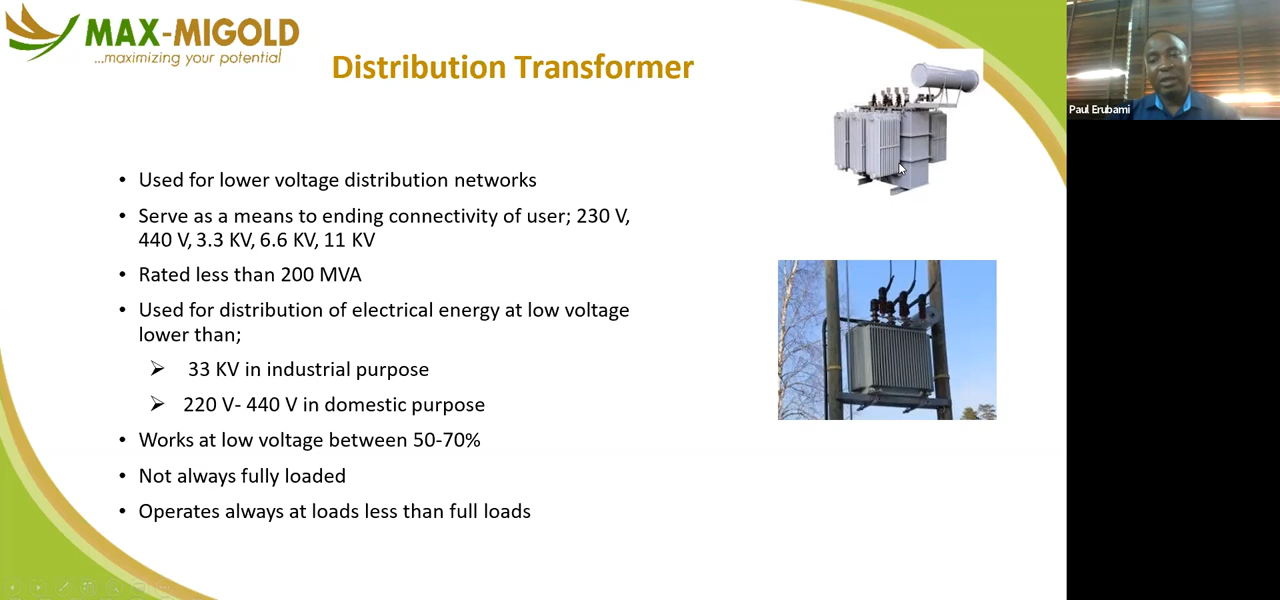 MAX-MIGOLD
...maximizing your potential
Distribution Transformer
Paul Erubami
• Used for lower voltage distribution networks
• Serve as a means to ending connectivity of user; 230 V,
440 V, 3.3 KV, 6.6 KV, 11 KV
• Rated less than 200 MVA
• Used for distribution of electrical energy at low voltage
lower than;
➢ 33 KV in industrial purpose
➢ 220 V- 440 V in domestic purpose
• Works at low voltage between 50-70%
• Not always fully loaded
• Operates always at loads less than full loads